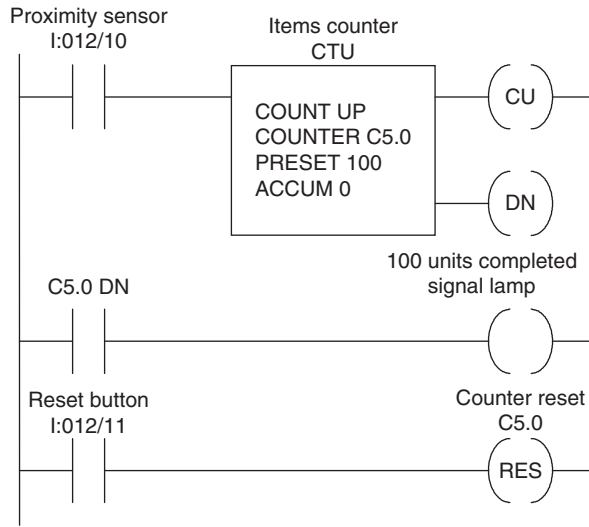 Proximity sensor
I:012/10
Items counter
CTU
COUNT UP
COUNTER C5.0
PRESET 100
ACCUM 0
CU
DN
100 units completed
signal lamp
C5.0 DN
Reset button
I:012/11
Counter reset
C5.0
RES